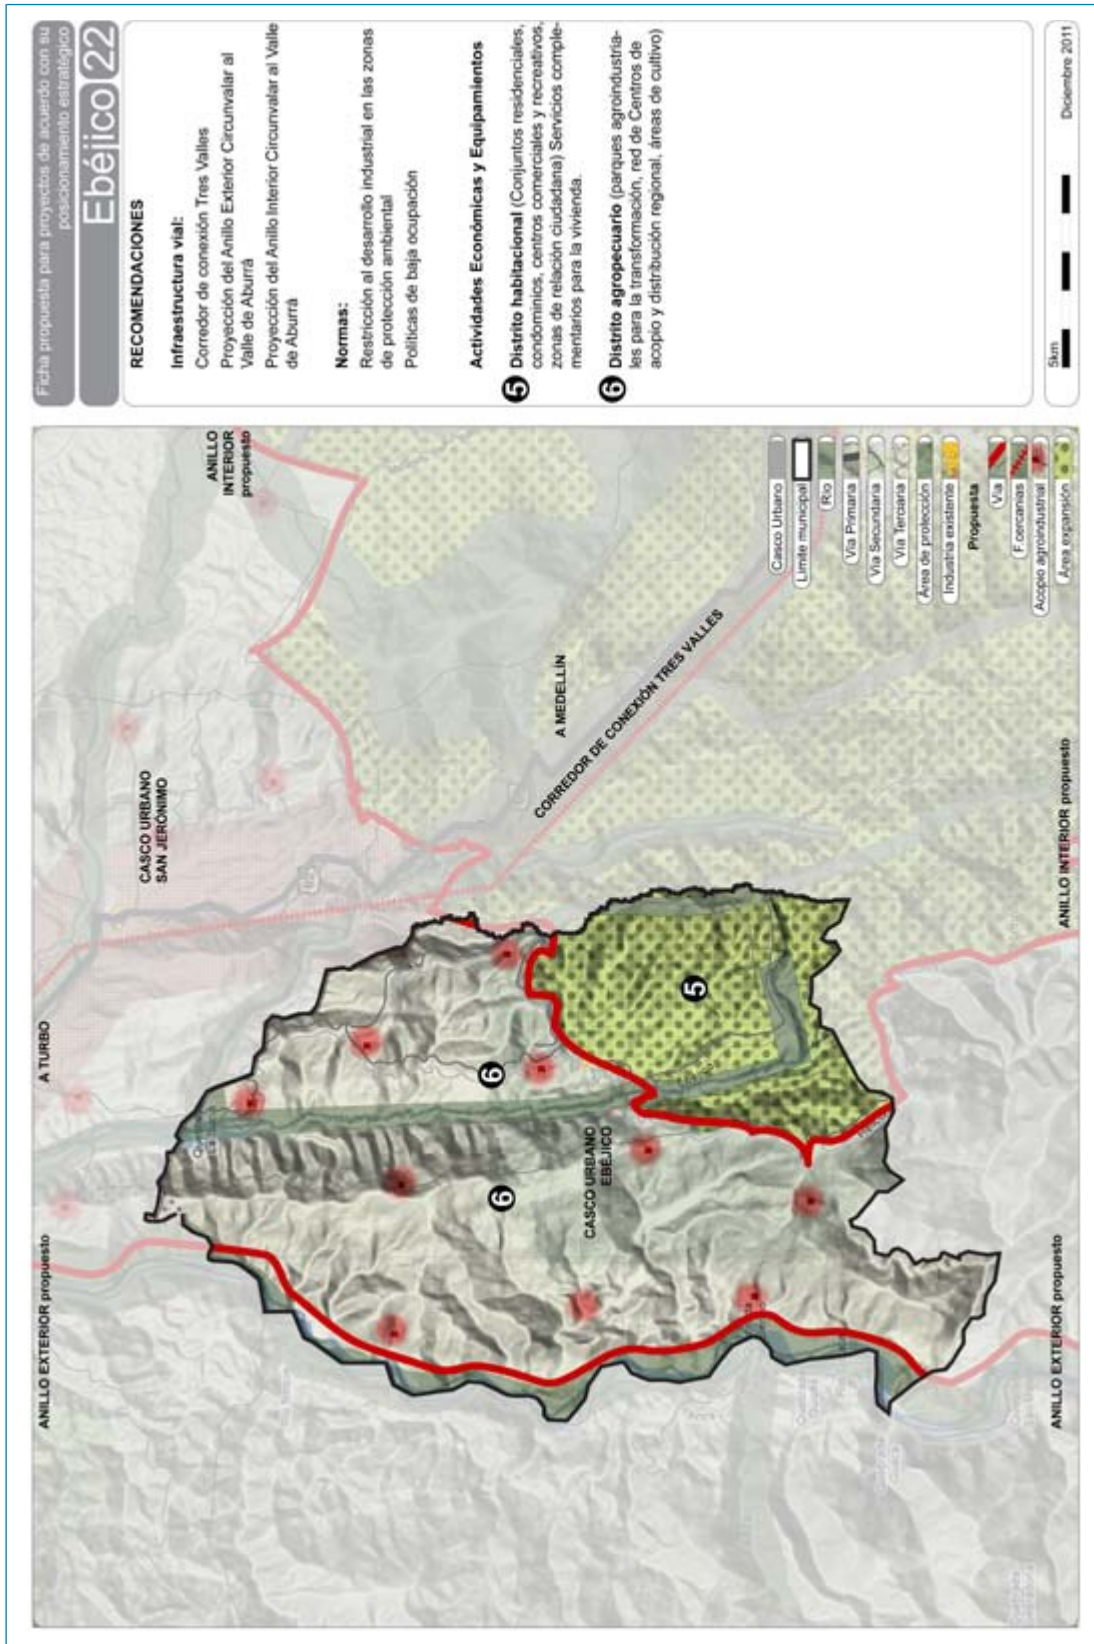 Ficha propuesta para proyectos de acuerdo con su
posicionamiento estratégico
Ebéjico 22
RECOMENDACIONES
Infraestructura vial:
Corredor de conexión Tres Valles
Proyección del Anillo Exterior Circunvalar al
Valle de Aburrá
Proyección del Anillo Interior Circunvalar al Valle
de Aburrá
Normas:
Restricción al desarrollo industrial en las zonas
de protección ambiental
Políticas de baja ocupación
Actividades Económicas y Equipamientos
5 Distrito habitacional (Conjuntos residenciales,
condominios, centros comerciales y recreativos,
zonas de relación ciudadana) Servicios comple-
mentarios para la vivienda.
6 Distrito agropecuario (parques agroindustria-
les para la transformación, red de Centros de
acopio y distribución regional, áreas de cultivo)
5km
Diciembre 2011
ANILLO EXTERIOR propuesto
A TURBO
CASCO URBANO
SAN JERÓNIMO
ANILLO
INTERIOR
propuesto
6
6
CASCO URBANO
EBÉJICO
5
A MEDELLÍN
CORREDOR DE CONEXIÓN TRES VALLES
ANILLO EXTERIOR propuesto
ANILLO INTERIOR propuesto
Casco Urbano
Límite municipal
Río
Vía Primaria
Vía Secundaria
Vía Terciaria
Área de protección
Industria existente
Propuesta
Vía
F.cercanías
Acopio agroindustrial
Área expansión